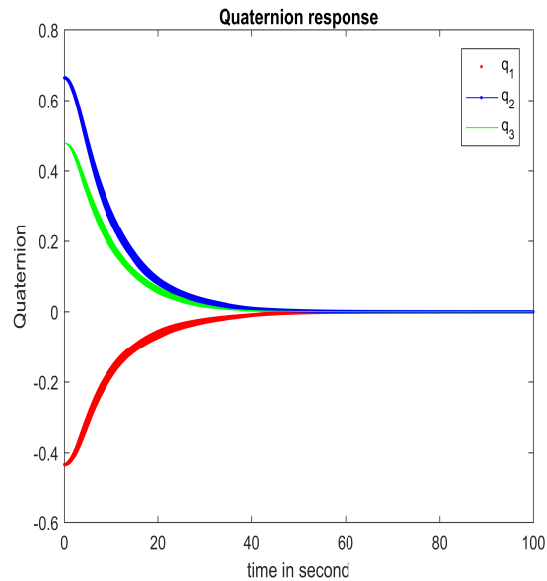 Quaternion response
0.8
0.6
0.4
0.2
0
-0.2
-0.4
-0.6
Quaternion
q1
q2
q3
0 20 40 60 80 100
time in second